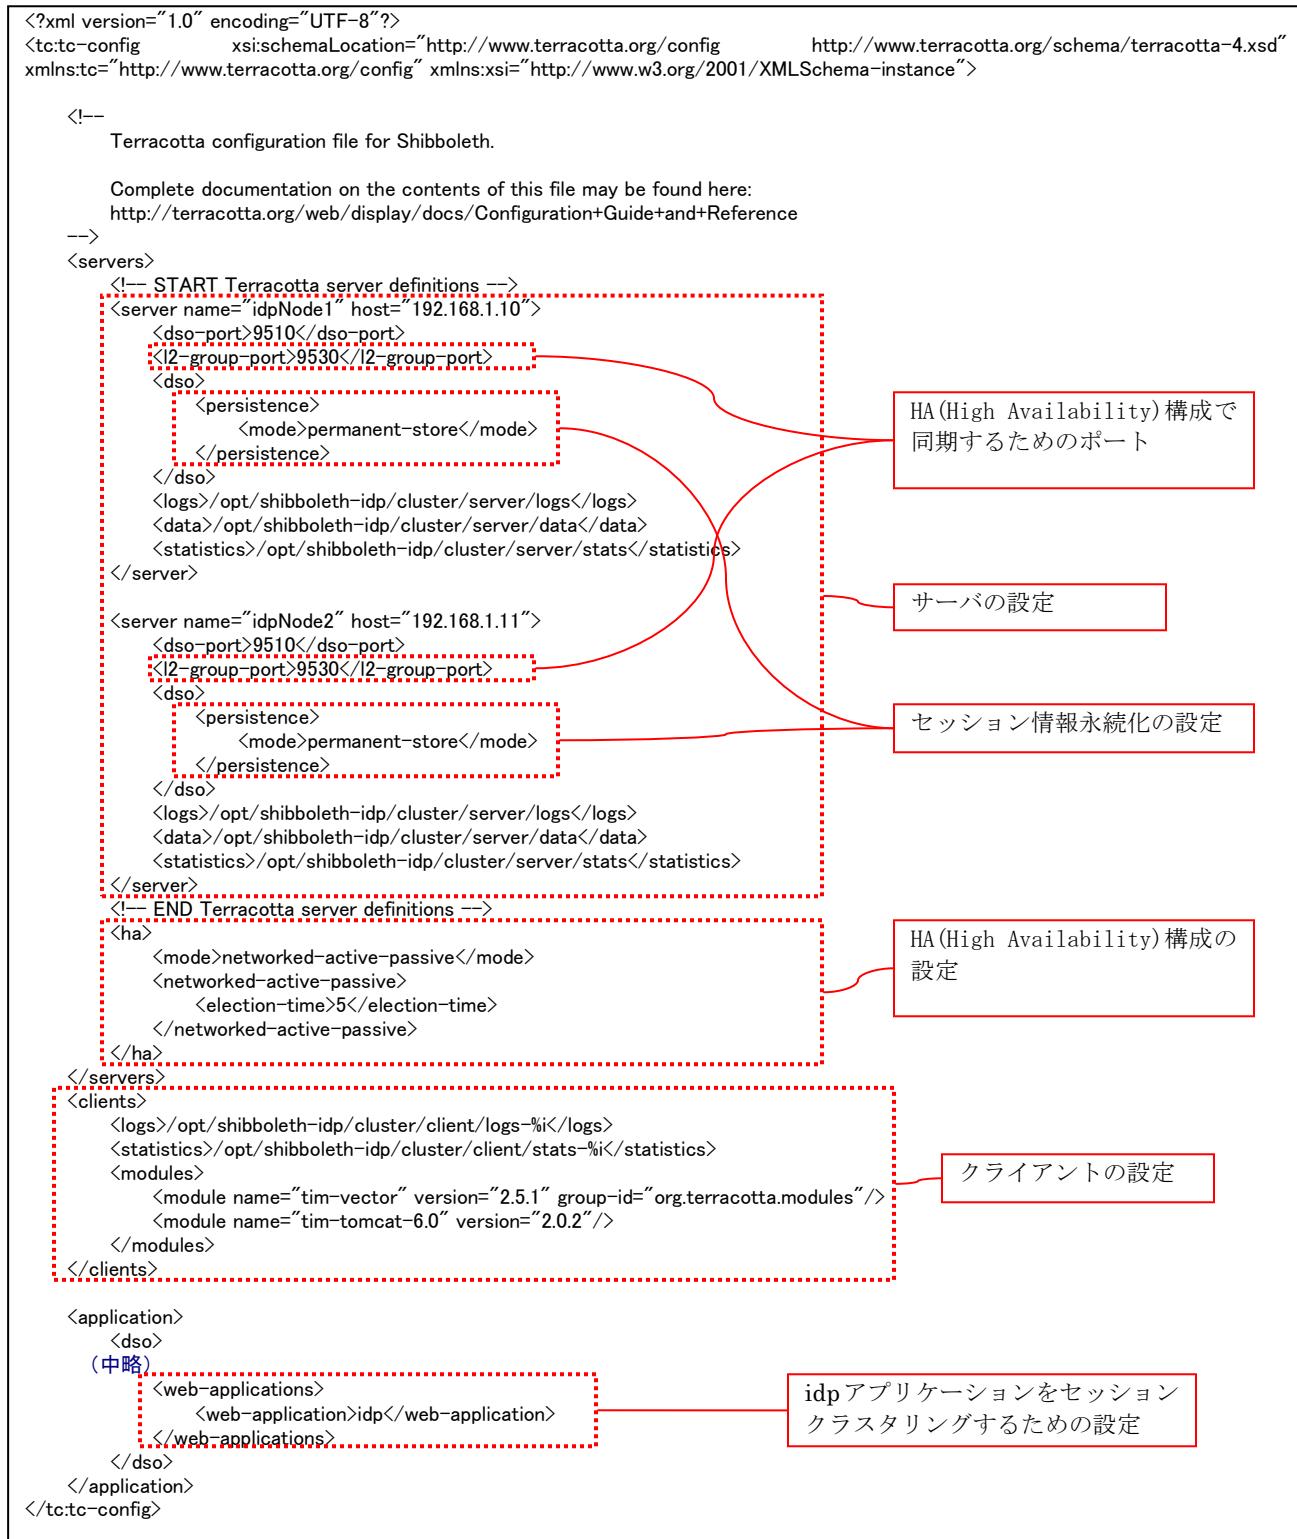 <?xml version="1.0" encoding="UTF-8"?>
<tc:tc-config xsi:schemaLocation="http://www.terracotta.org/config http://www.terracotta.org/schema/terracotta-4.xsd"
xmlns:tc="http://www.terracotta.org/config" xmlns:xsi="http://www.w3.org/2001/XMLSchema-instance">
<!--
Terracotta configuration file for Shibboleth.
Complete documentation on the contents of this file may be found here:
http://terracotta.org/web/display/docs/Configuration+Guide+and+Reference
-->
<servers>
<!-- START Terracotta server definitions -->
<server name="idpNode1" host="192.168.1.10">
<dso-port>9510</dso-port>
<l2-group-port>9530</l2-group-port>
<dso>
<persistence>
<mode>permanent-store</mode>
</persistence>
</dso>
<logs>/opt/shibboleth-idp/cluster/server/logs</logs>
<data>/opt/shibboleth-idp/cluster/server/data</data>
<statistics>/opt/shibboleth-idp/cluster/server/stats</statistics>
</server>
<server name="idpNode2" host="192.168.1.11">
<dso-port>9510</dso-port>
<l2-group-port>9530</l2-group-port>
<dso>
<persistence>
<mode>permanent-store</mode>
</persistence>
</dso>
<logs>/opt/shibboleth-idp/cluster/server/logs</logs>
<data>/opt/shibboleth-idp/cluster/server/data</data>
<statistics>/opt/shibboleth-idp/cluster/server/stats</statistics>
</server>
<!-- END Terracotta server definitions -->
<ha>
<mode>networked-active-passive</mode>
<networked-active-passive>
<election-time>5</election-time>
</networked-active-passive>
</ha>
</servers>
<clients>
<logs>/opt/shibboleth-idp/cluster/client/logs-%i</logs>
<statistics>/opt/shibboleth-idp/cluster/client/stats-%i</statistics>
<modules>
<module name="tim-vector" version="2.5.1" group-id="org.terracotta.modules"/>
<module name="tim-tomcat-6.0" version="2.0.2"/>
</modules>
</clients>
<application>
<dso>
（中略）
<web-applications>
<web-application>idp</web-application>
</web-applications>
</dso>
</application>
</tc:tc-config>
HA(High Availability)構成で
同期するためのポート
サーバの設定
セッション情報永続化の設定
HA(High Availability)構成の
設定
クライアントの設定
idpアプリケーションをセッション
クラスタリングするための設定